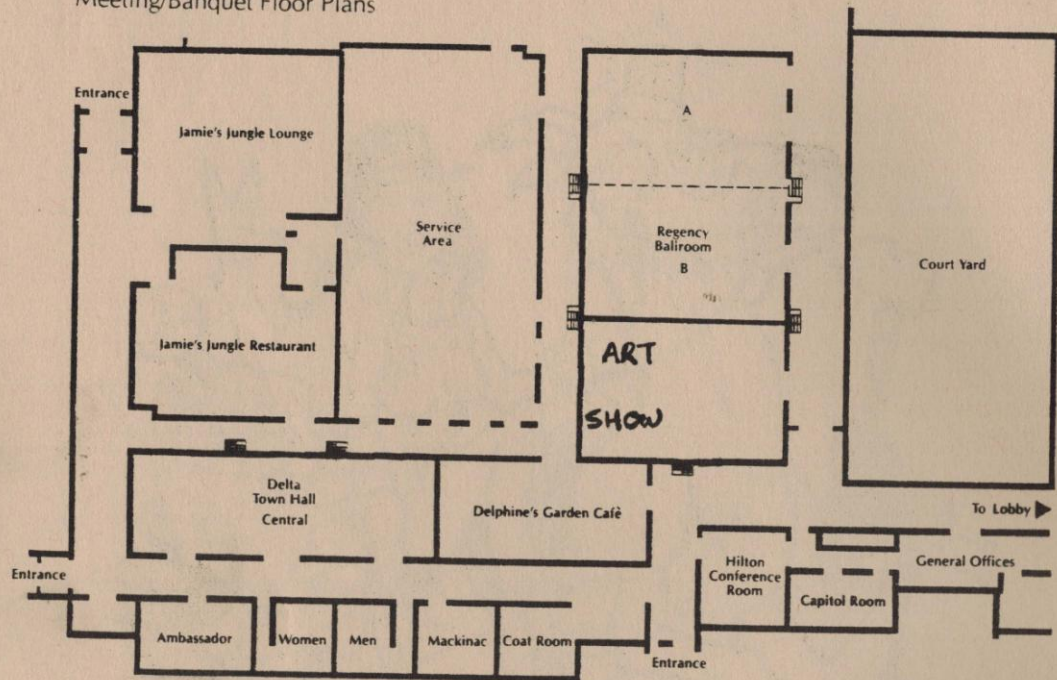 Meeting/Banquet Floor Plans
Entrance
Jamie's Jungle Lounge
Service
Area
A
Regency
Ballroom
B
Court Yard
Jamie's Jungle Restaurant
ART
SHOW
Delta
Town Hall
Central
Delphine's Garden Cafè
To Lobby
Entrance
Hilton
Conference
Room
General Offices
Capitol Room
Ambassador
Women
Men
Mackinac
Coat Room
Entrance